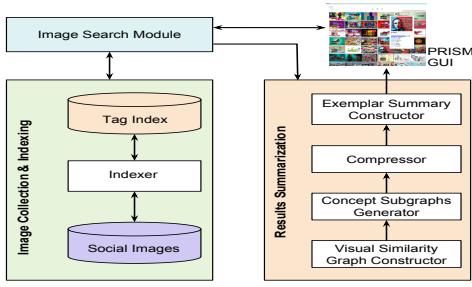 Image Search Module
PRISM
GUI
Image Collection & Indexing
Tag Index
Indexer
Social Images
Results Summarization
Exemplar Summary
Constructor
Compressor
Concept Subgraphs
Generator
Visual Similarity
Graph Constructor